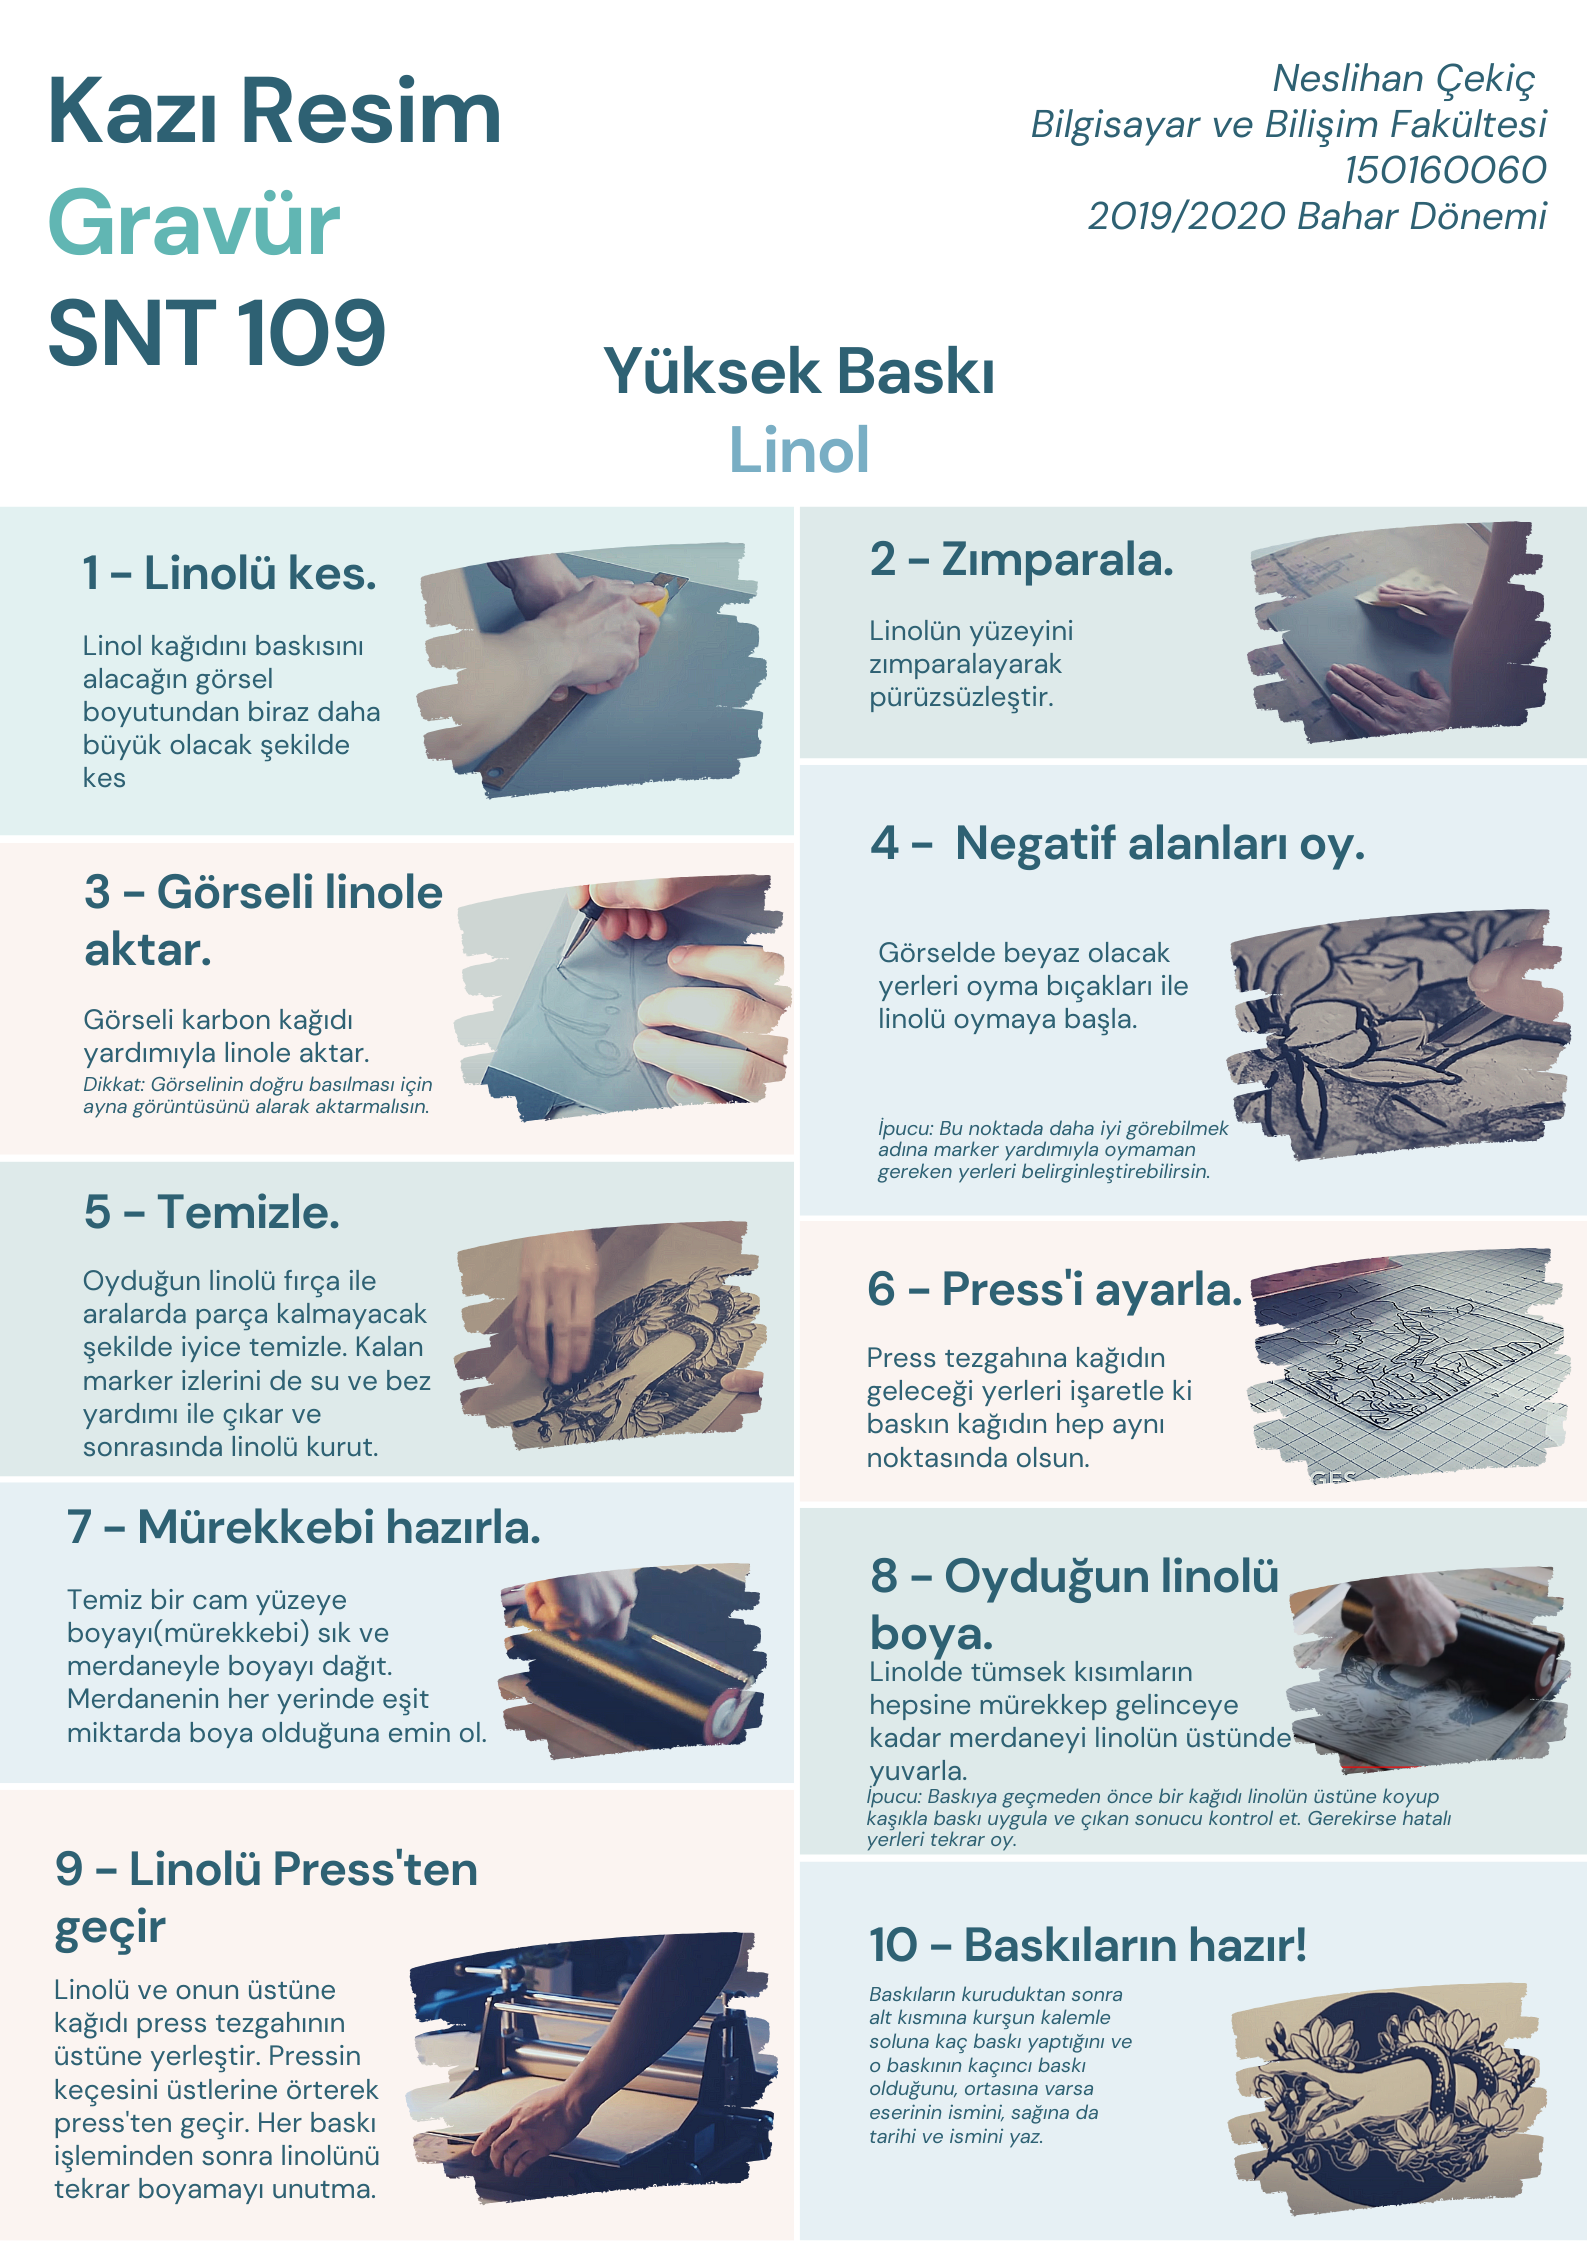 Kazı Resim
Gravür
SNT 109
Neslihan Çekiç
Bilgisayar ve Bilişim Fakültesi
150160060
2019/2020 Bahar Dönemi
Yüksek Baskı
Linol
1 - Linolü kes.
Linol kağıdını baskısını
alacağın görsel
boyutundan biraz daha
büyük olacak şekilde
kes
2 - Zımparala.
Linolün yüzeyini
zımparalayarak
pürüzsüzleştir.
3 - Görseli linole
aktar.
Görseli karbon kağıdı
yardımıyla linole aktar.
Dikkat: Görselinin doğru basılması için
ayna görüntüsünü alarak aktarmalısın.
4 - Negatif alanları oy.
Görselde beyaz olacak
yerleri oyma bıçakları ile
linolü oymaya başla.
İpucu: Bu noktada daha iyi görebilmek
adına marker yardımıyla oymaman
gereken yerleri belirginleştirebilirsin.
5 - Temizle.
Oyduğun linolü fırça ile
aralarda parça kalmayacak
şekilde iyice temizle. Kalan
marker izlerini de su ve bez
yardımı ile çıkar ve
sonrasında linolü kurut.
6 - Press'i ayarla.
Press tezgahına kağıdın
geleceği yerleri işaretle ki
baskın kağıdın hep aynı
noktasında olsun.
GES
7 - Mürekkebi hazırla.
Temiz bir cam yüzeye
boyayı(mürekkebi) sık ve
merdaneyle boyayı dağıt.
Merdanenin her yerinde eşit
miktarda boya olduğuna emin ol.
8 - Oyduğun linolü
boya.
Linolde tümsek kısımların
hepsine mürekkep gelinceye
kadar merdaneyi linolün üstünde
yuvarla.
İpucu: Baskıya geçmeden önce bir kağıdı linolün üstüne koyup
kaşıkla baskı uygula ve çıkan sonucu kontrol et. Gerekirse hatalı
yerleri tekrar oy.
9 - Linolü Press'ten
geçir
Linolü ve onun üstüne
kağıdı press tezgahının
üstüne yerleştir. Pressin
keçesini üstlerine örterek
press'ten geçir. Her baskı
işleminden sonra linolünü
tekrar boyamayı unutma.
10 - Baskıların hazır!
Baskıların kuruduktan sonra
alt kısmına kurşun kalemle
soluna kaç baskı yaptığını ve
o baskının kaçıncı baskı
olduğunu, ortasına varsa
eserinin ismini, sağına da
tarihi ve ismini yaz.